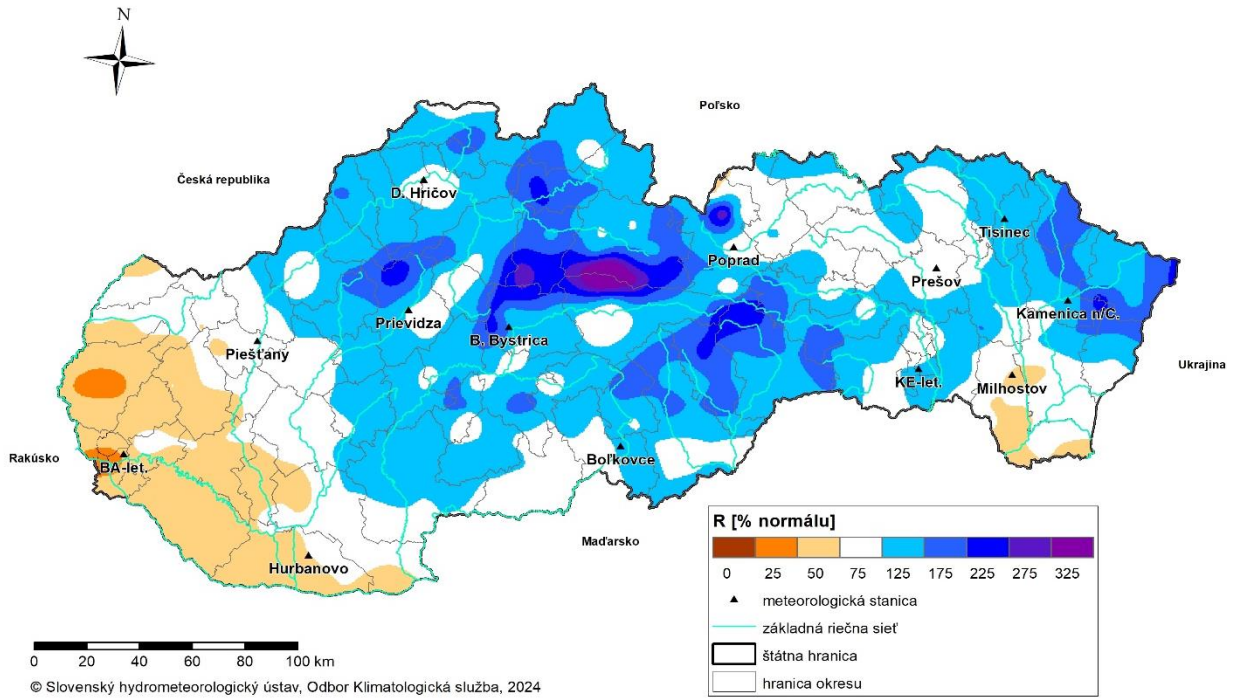 N
Poľsko
Česká republika
D. Hričov
Tisinec
Poprad
Prešov
Kamenica n/C.
Prievidza
B. Bystrica
Piešťany
Ukrajina
KE-let.
Milhostov
Rakúsko
BA-let.
Boľkovce
Maďarsko
Hurbanovo
R [% normálu]
0 25 50 75 125 175 225 275 325
meteorologická stanica
základná riečna sieť
štátna hranica
hranica okresu
0 20 40 60 80 100 km
© Slovenský hydrometeorologický ústav, Odbor Klimatologická služba, 2024